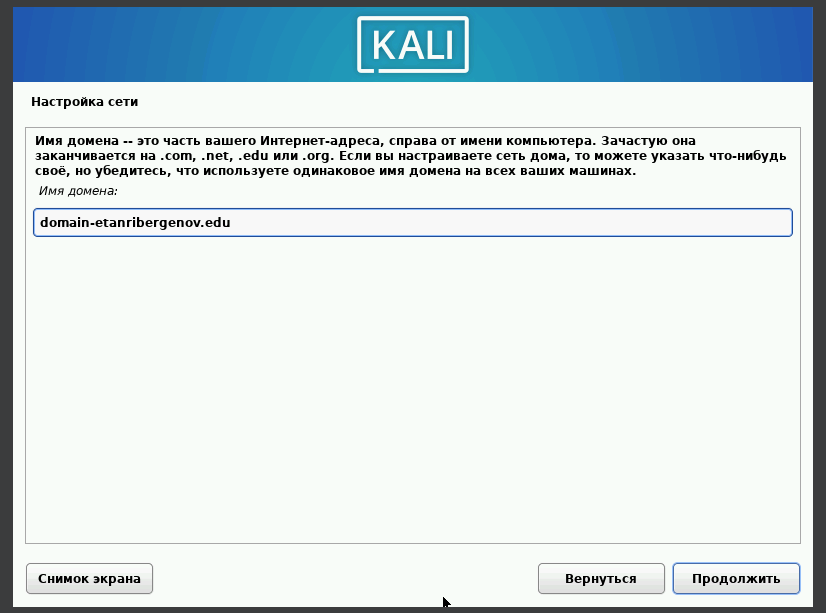 KALI
Настройка сети
Имя домена -- это часть вашего Интернет-адреса, справа от имени компьютера. Зачастую она
заканчивается на .com, .net, .edu или .org. Если вы настраиваете сеть дома, то можете указать что-нибудь
своё, но убедитесь, что используете одинаковое имя домена на всех ваших машинах.
Имя домена:
domain-etanribergenov.edu
Снимок экрана
Вернуться
Продолжить